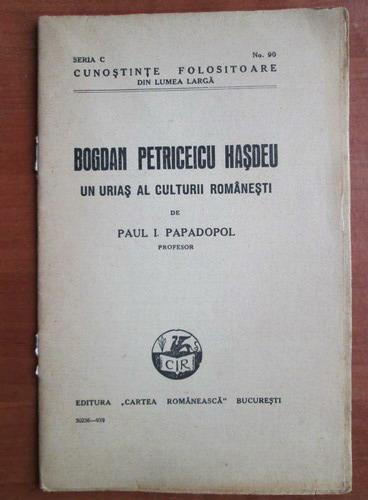 SERIA C No. 90
CUNOȘTINȚE FOLOSITOARE
DIN LUMEA LARGĂ
BOGDAN PETRICEICU HAȘDEU
UN URIAȘ AL CULTURII ROMÂNEȘTI
DE
PAUL I. PAPADOPOL
PROFESOR
CR
EDITURA „CARTEA ROMÂNEASCĂ” BUCUREȘTI